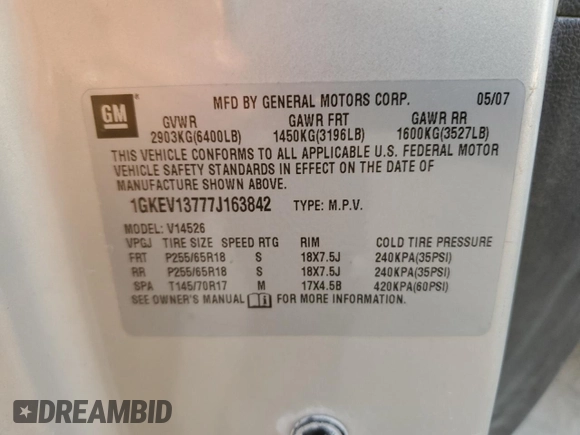 MFD BY GENERAL MOTORS CORP. 05/07
GM
GVWR GAWR FRT GAWR RR
2903KG(6400LB) 1450KG(3196LB) 1600KG(3527LB)
THIS VEHICLE CONFORMS TO ALL APPLICABLE U.S. FEDERAL MOTOR
VEHICLE SAFETY STANDARDS IN EFFECT ON THE DATE OF
MANUFACTURE SHOWN ABOVE.
1GKEV13777J163842 TYPE: M.P.V.
MODEL: V14526
VPGJ TIRE SIZE SPEED RTG RIM COLD TIRE PRESSURE
FRT P255/65R18 S 18X7.5J 240KPA(35PSI)
RR P255/65R18 S 18X7.5J 240KPA(35PSI)
SPA T145/70R17 M 17X4.5B 420KPA(60PSI)
SEE OWNER'S MANUAL FOR MORE INFORMATION.
DREAMBID